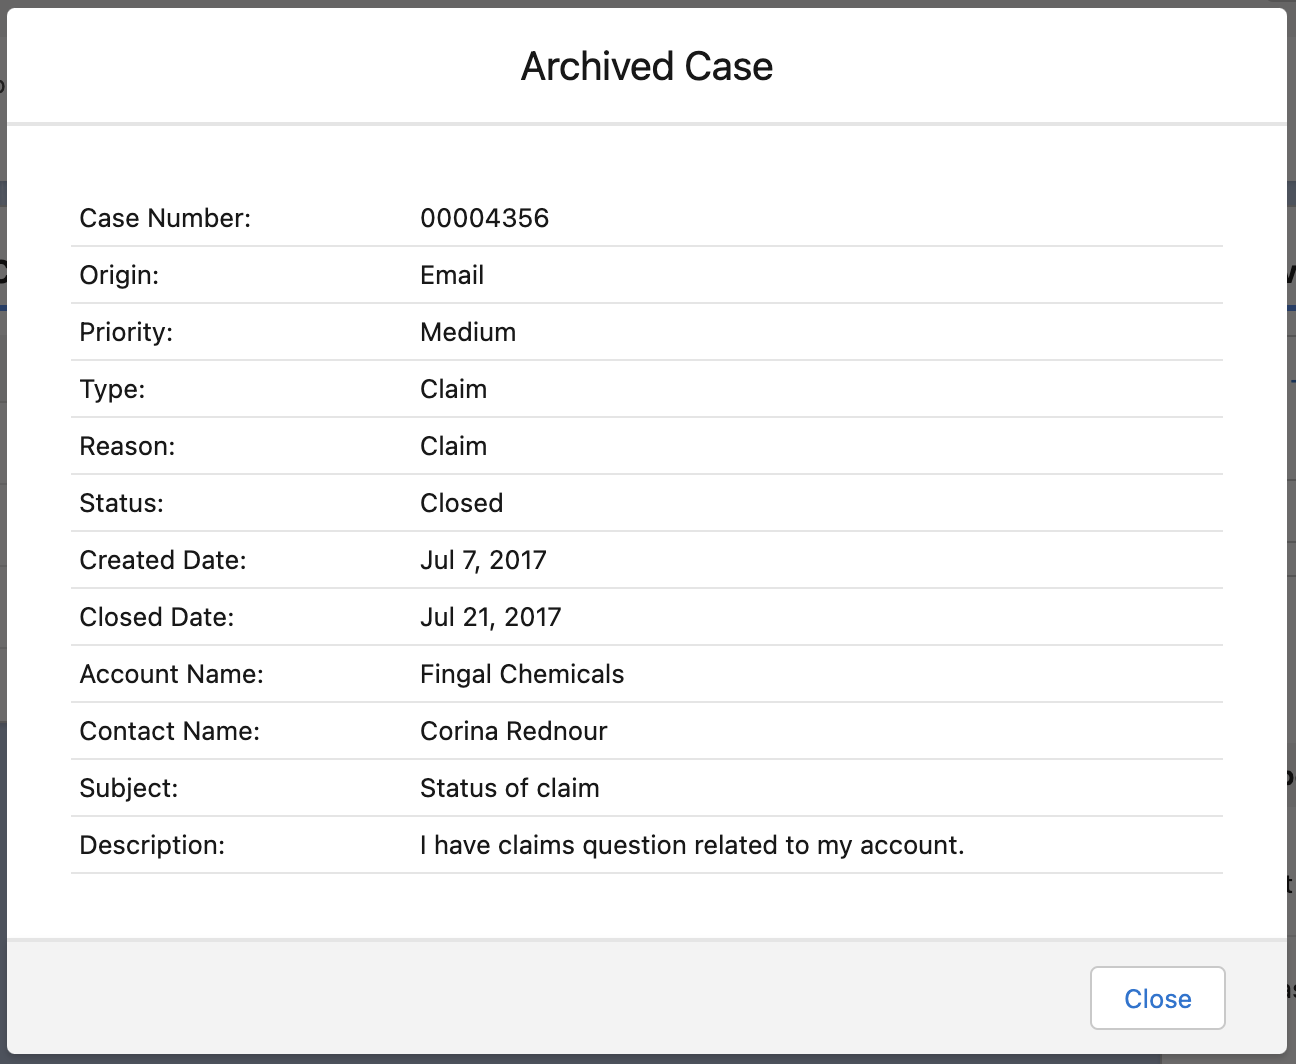 Archived Case
Case Number: 00004356
Origin: Email
Priority: Medium
Type: Claim
Reason: Claim
Status: Closed
Created Date: Jul 7, 2017
Closed Date: Jul 21, 2017
Account Name: Fingal Chemicals
Contact Name: Corina Rednour
Subject: Status of claim
Description: I have claims question related to my account.
Close